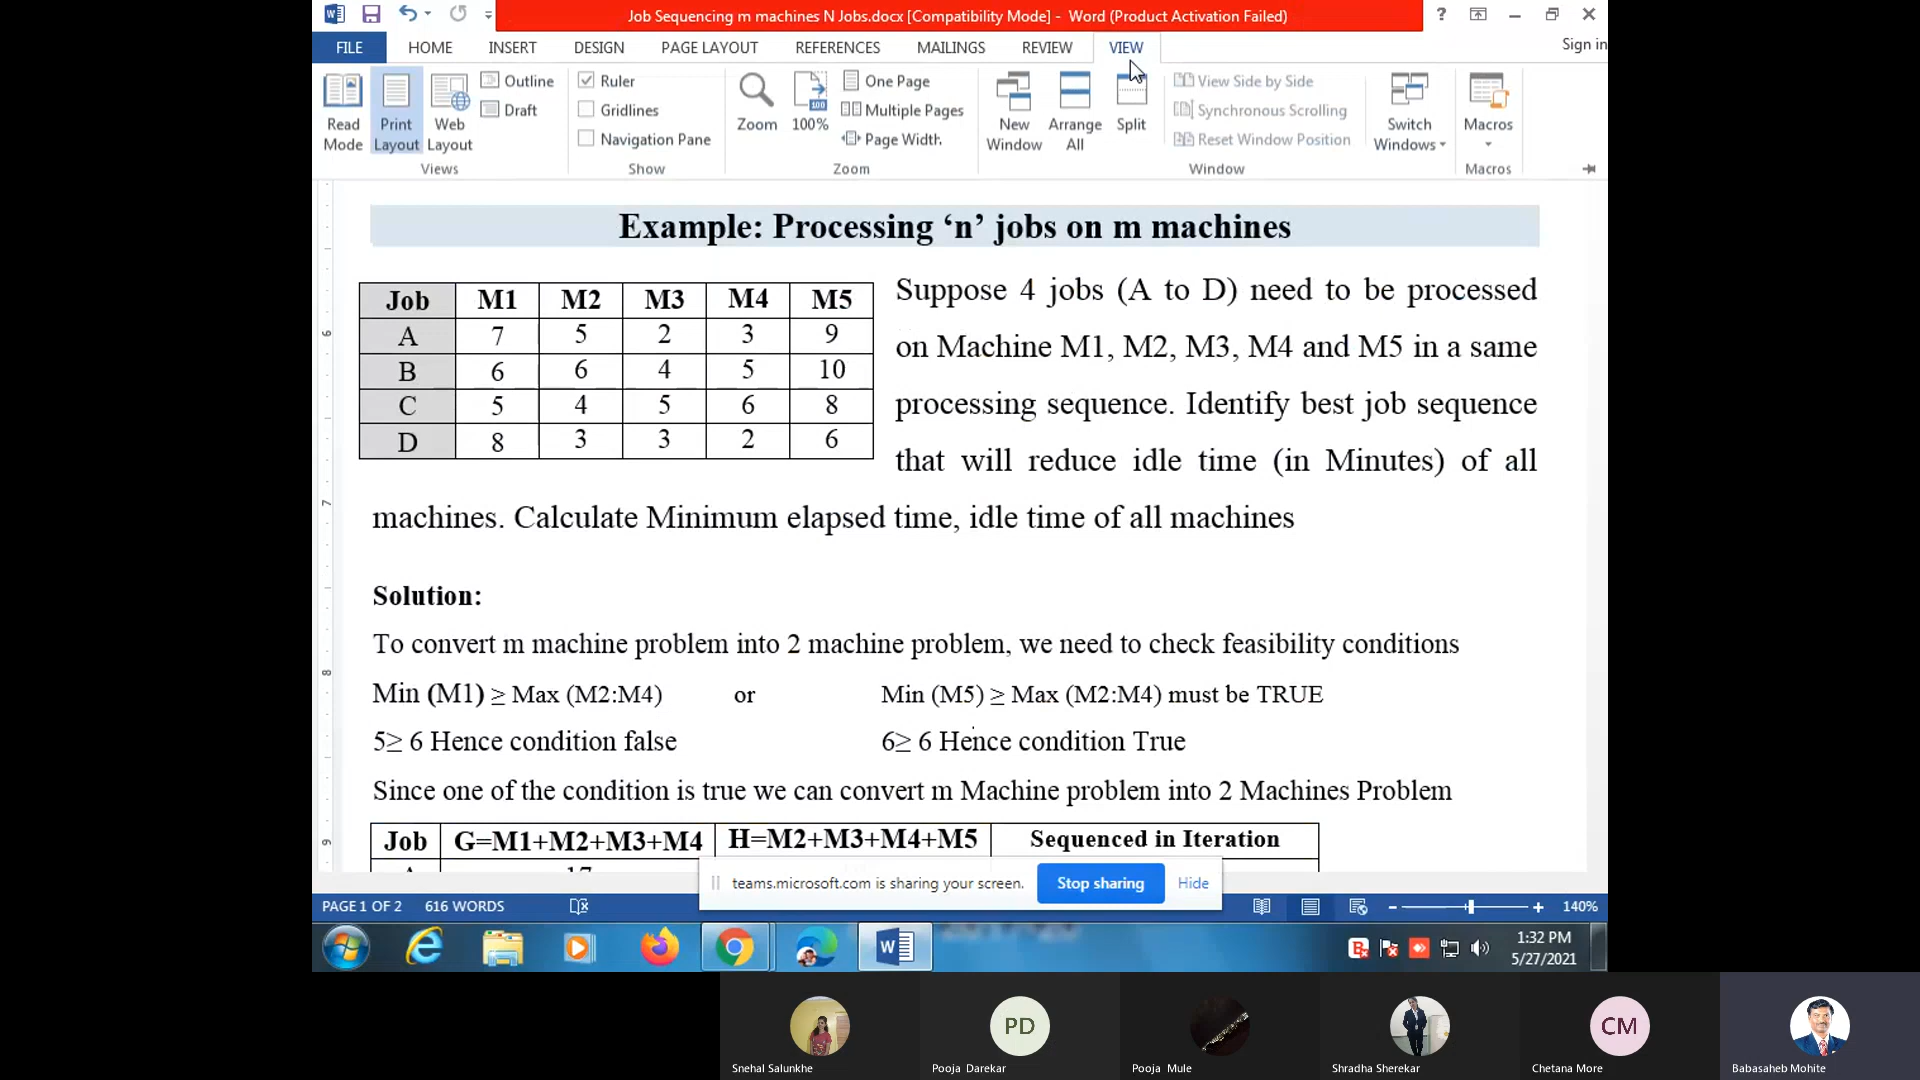 Job Sequencing m machines N Jobs.docx [Compatibility Mode] - Word (Product Activation Failed)
?
FILE HOME INSERT DESIGN PAGE LAYOUT REFERENCES MAILINGS REVIEW VIEW Sign in
Read Mode
Print Layout
Web Layout
Outline
Draft
Views
Ruler
Gridlines
Navigation Pane
Show
Zoom
100
100%
One Page
Multiple Pages
Page Width
Zoom
New Window
Arrange All
Split
View Side by Side
Synchronous Scrolling
Reset Window Position
Window
Switch Windows
Macros
Macros
Example: Processing ‘n’ jobs on m machines
Job M1 M2 M3 M4 M5
A 7 5 2 3 9
B 6 6 4 5 10
C 5 4 5 6 8
D 8 3 3 2 6
Suppose 4 jobs (A to D) need to be processed
on Machine M1, M2, M3, M4 and M5 in a same
processing sequence. Identify best job sequence
that will reduce idle time (in Minutes) of all
machines. Calculate Minimum elapsed time, idle time of all machines
Solution:
To convert m machine problem into 2 machine problem, we need to check feasibility conditions
Min (M1) ≥ Max (M2:M4) or Min (M5) ≥ Max (M2:M4) must be TRUE
5≥ 6 Hence condition false 6≥ 6 Hence condition True
Since one of the condition is true we can convert m Machine problem into 2 Machines Problem
Job G=M1+M2+M3+M4 H=M2+M3+M4+M5 Sequenced in Iteration
A 17
6
7
8
9
teams.microsoft.com is sharing your screen. Stop sharing Hide
PAGE 1 OF 2 616 WORDS 140%
1:32 PM
5/27/2021
PD
CM
Snehal Salunkhe
Pooja Darekar
Pooja Mule
Shradha Sherekar
Chetana More
Babasaheb Mohite